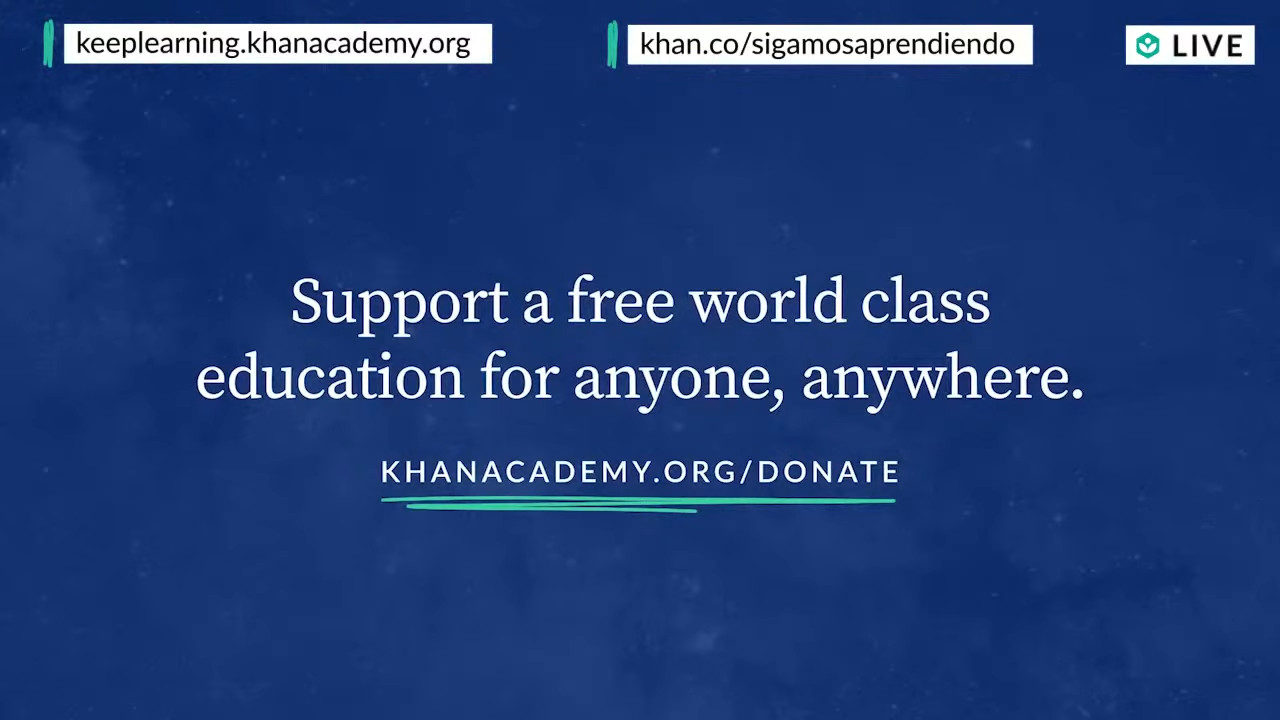 keeplearning.khanacademy.org
khan.co/sigamosaprendiendo
LIVE
Support a free world class
education for anyone, anywhere.
KHANACADEMY.ORG/DONATE